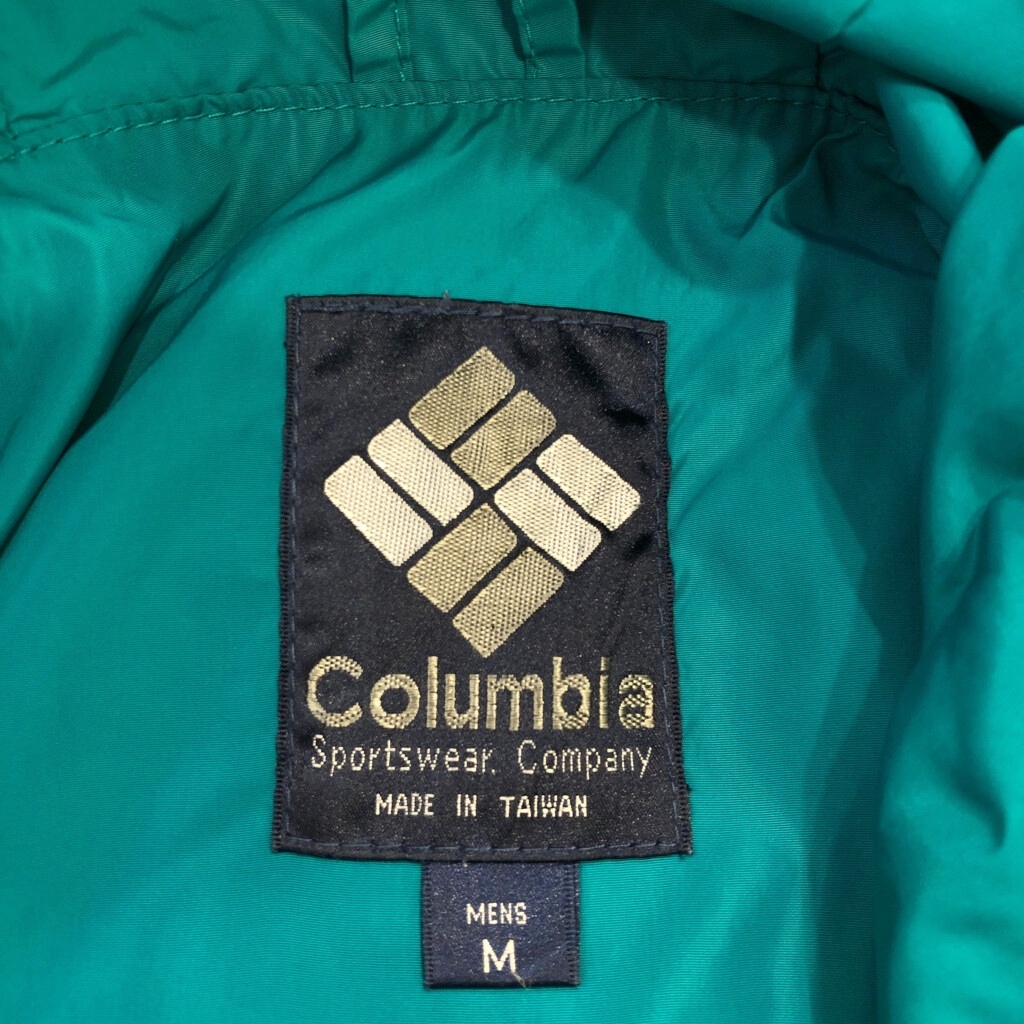 Columbia
Sportswear. Company
MADE IN TAIWAN
MENS
M